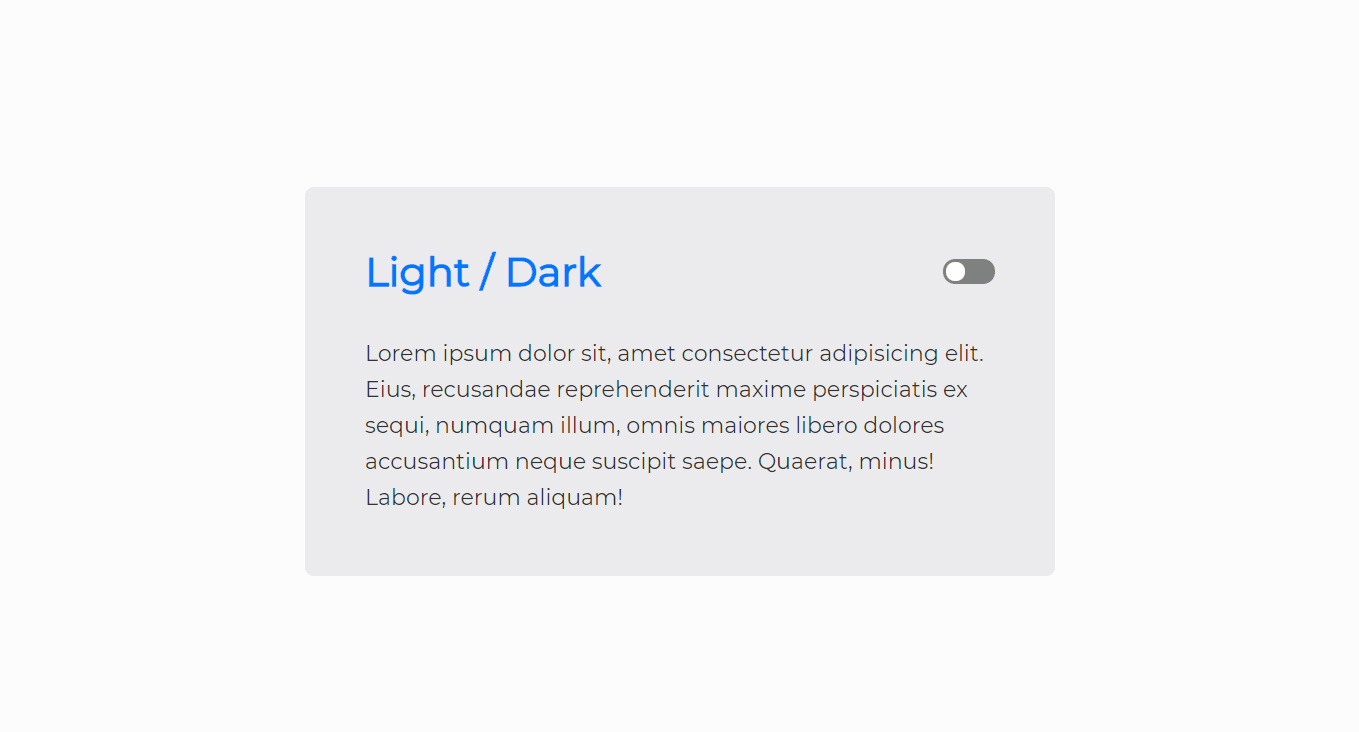 Light / Dark
Lorem ipsum dolor sit, amet consectetur adipisicing elit.
Eius, recusandae reprehenderit maxime perspiciatis ex
sequi, numquam illum, omnis maiores libero dolores
accusantium neque suscipit saepe. Quaerat, minus!
Labore, rerum aliquam!